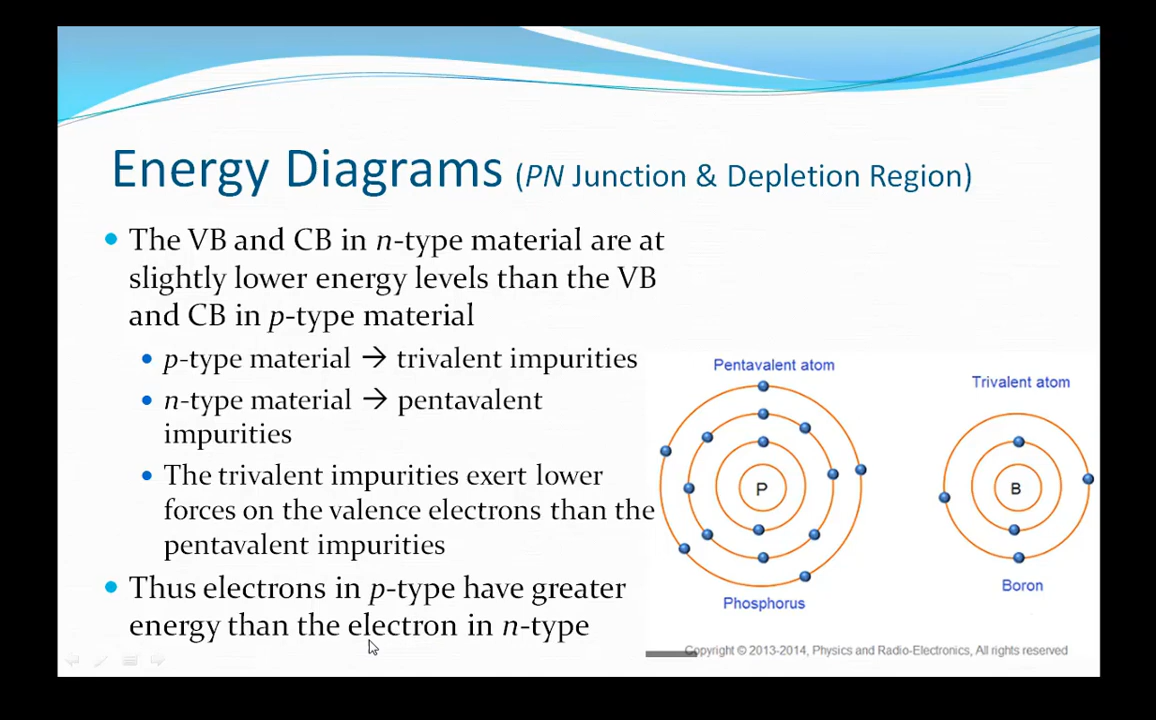 Energy Diagrams (PN Junction & Depletion Region)
The VB and CB in n-type material are at
slightly lower energy levels than the VB
and CB in p-type material
p-type material → trivalent impurities
n-type material → pentavalent
impurities
The trivalent impurities exert lower
forces on the valence electrons than the
pentavalent impurities
Thus electrons in p-type have greater
energy than the electron in n-type
Pentavalent atom
P
Phosphorus
Trivalent atom
B
Boron
Copyright © 2013-2014, Physics and Radio-Electronics, All rights reserved